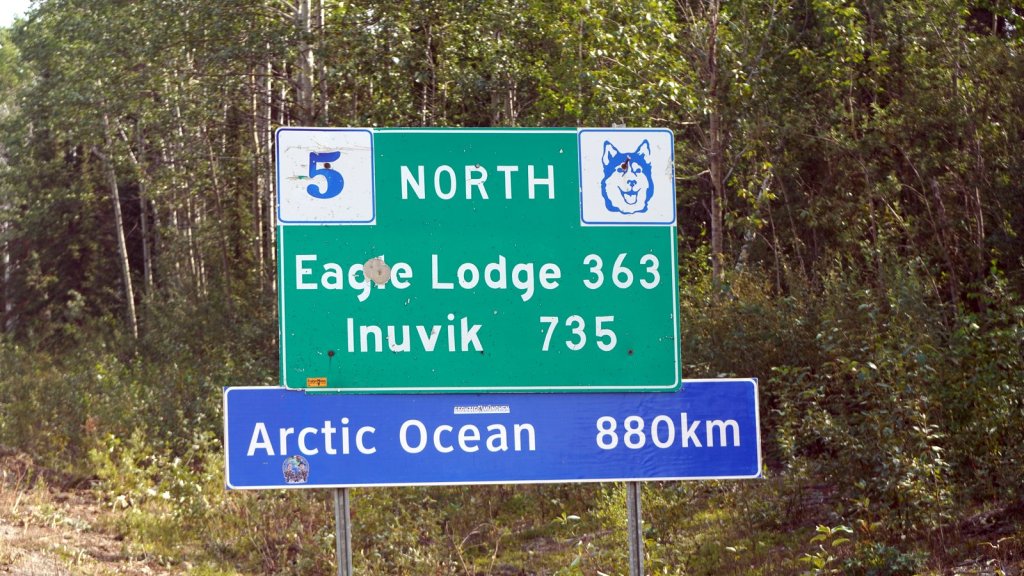 5 NORTH
Eagle Lodge 363
Inuvik 735
Arctic Ocean 880km